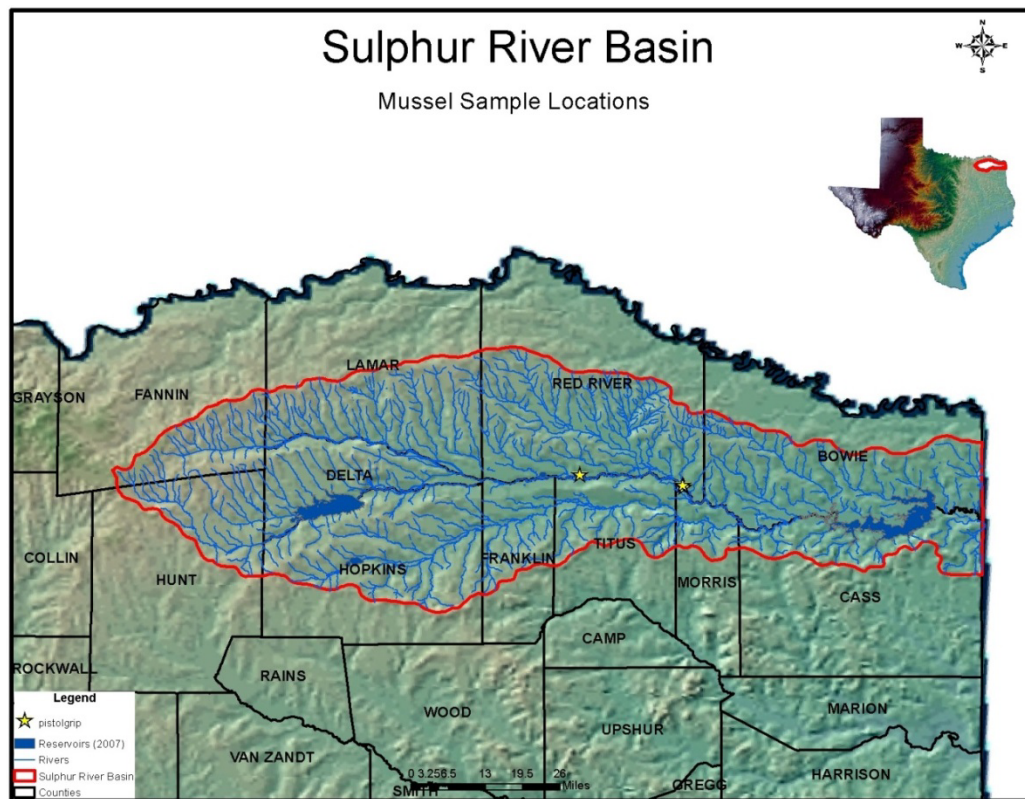 Sulphur River Basin
Mussel Sample Locations
N
W E
S
LAMAR
RED RIVER
GRAYSON
FANNIN
BOWIE
DELTA
COLLIN
HUNT
HOPKINS
FRANKLIN
TITUS
MORRIS
CASS
CAMP
ROCKWALL
RAINS
WOOD
UPSHUR
MARION
VAN ZANDT
SMITH
GREGG
HARRISON
Legend
pistolgrip
Reservoirs (2007)
Rivers
Sulphur River Basin
Counties
0 3.25 6.5 13 19.5 26
Miles